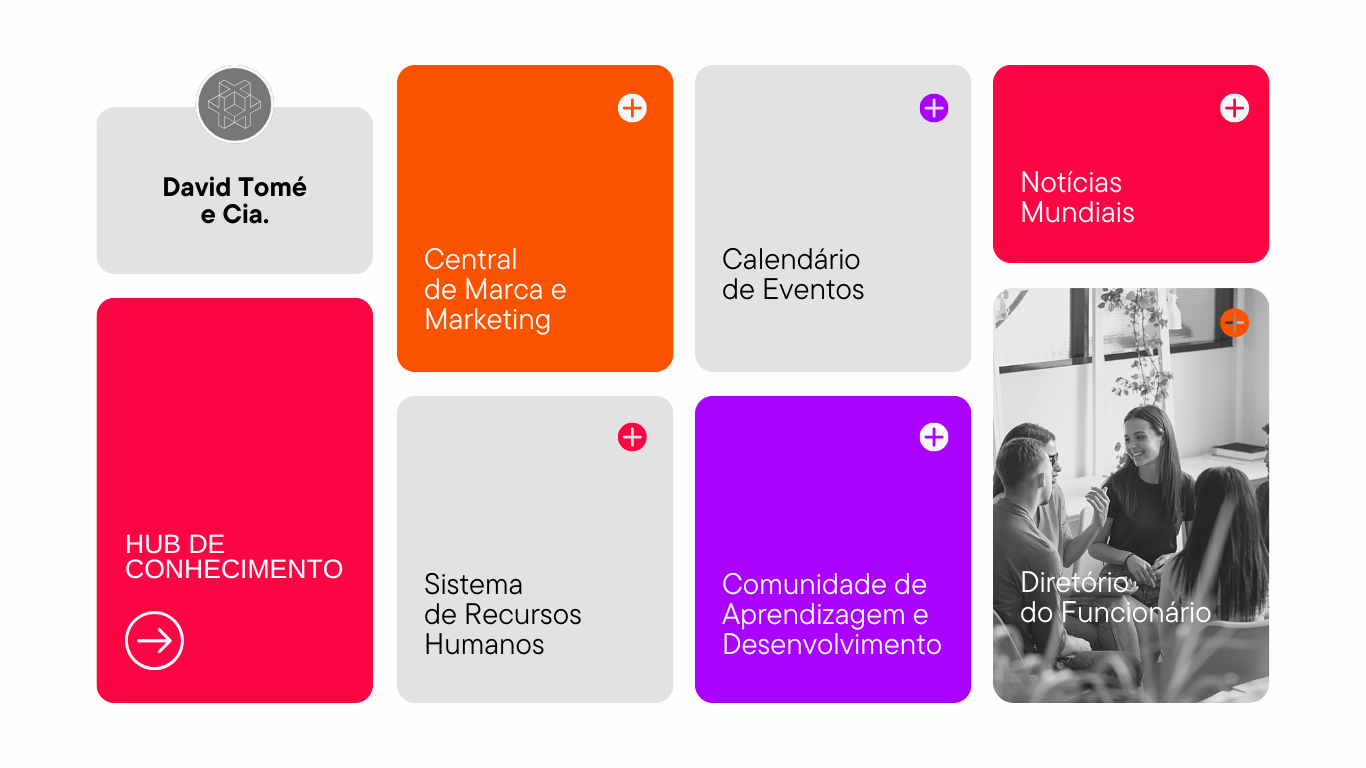 David Tomé
e Cia.
HUB DE
CONHECIMENTO
Central
de Marca e
Marketing
Sistema
de Recursos
Humanos
Calendário
de Eventos
Comunidade de
Aprendizagem e
Desenvolvimento
Notícias
Mundiais
Diretório
do Funcionário